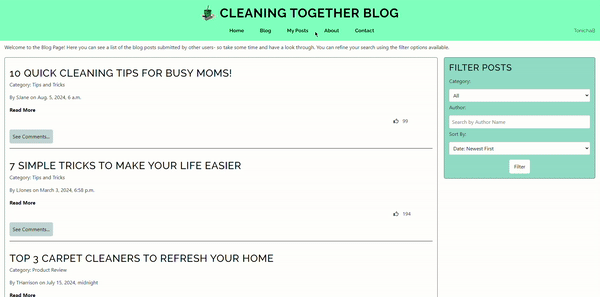 CLEANING TOGETHER BLOG
Home Blog My Posts About Contact
Welcome to the Blog Page! Here you can see a list of the blog posts submitted by other users- so take some time and have a look through. You can refine your search using the filter options available.
10 QUICK CLEANING TIPS FOR BUSY MOMS!
Category: Tips and Tricks
By SJane on Aug. 5, 2024, 6 a.m.
Read More
99
See Comments...
7 SIMPLE TRICKS TO MAKE YOUR LIFE EASIER
Category: Tips and Tricks
By LJones on March 3, 2024, 6:58 p.m.
Read More
194
See Comments...
TOP 3 CARPET CLEANERS TO REFRESH YOUR HOME
Category: Product Review
By THarrison on July 15, 2024, midnight
Read More
FILTER POSTS
Category:
All
Author:
Search by Author Name
Sort By:
Date: Newest First
Filter